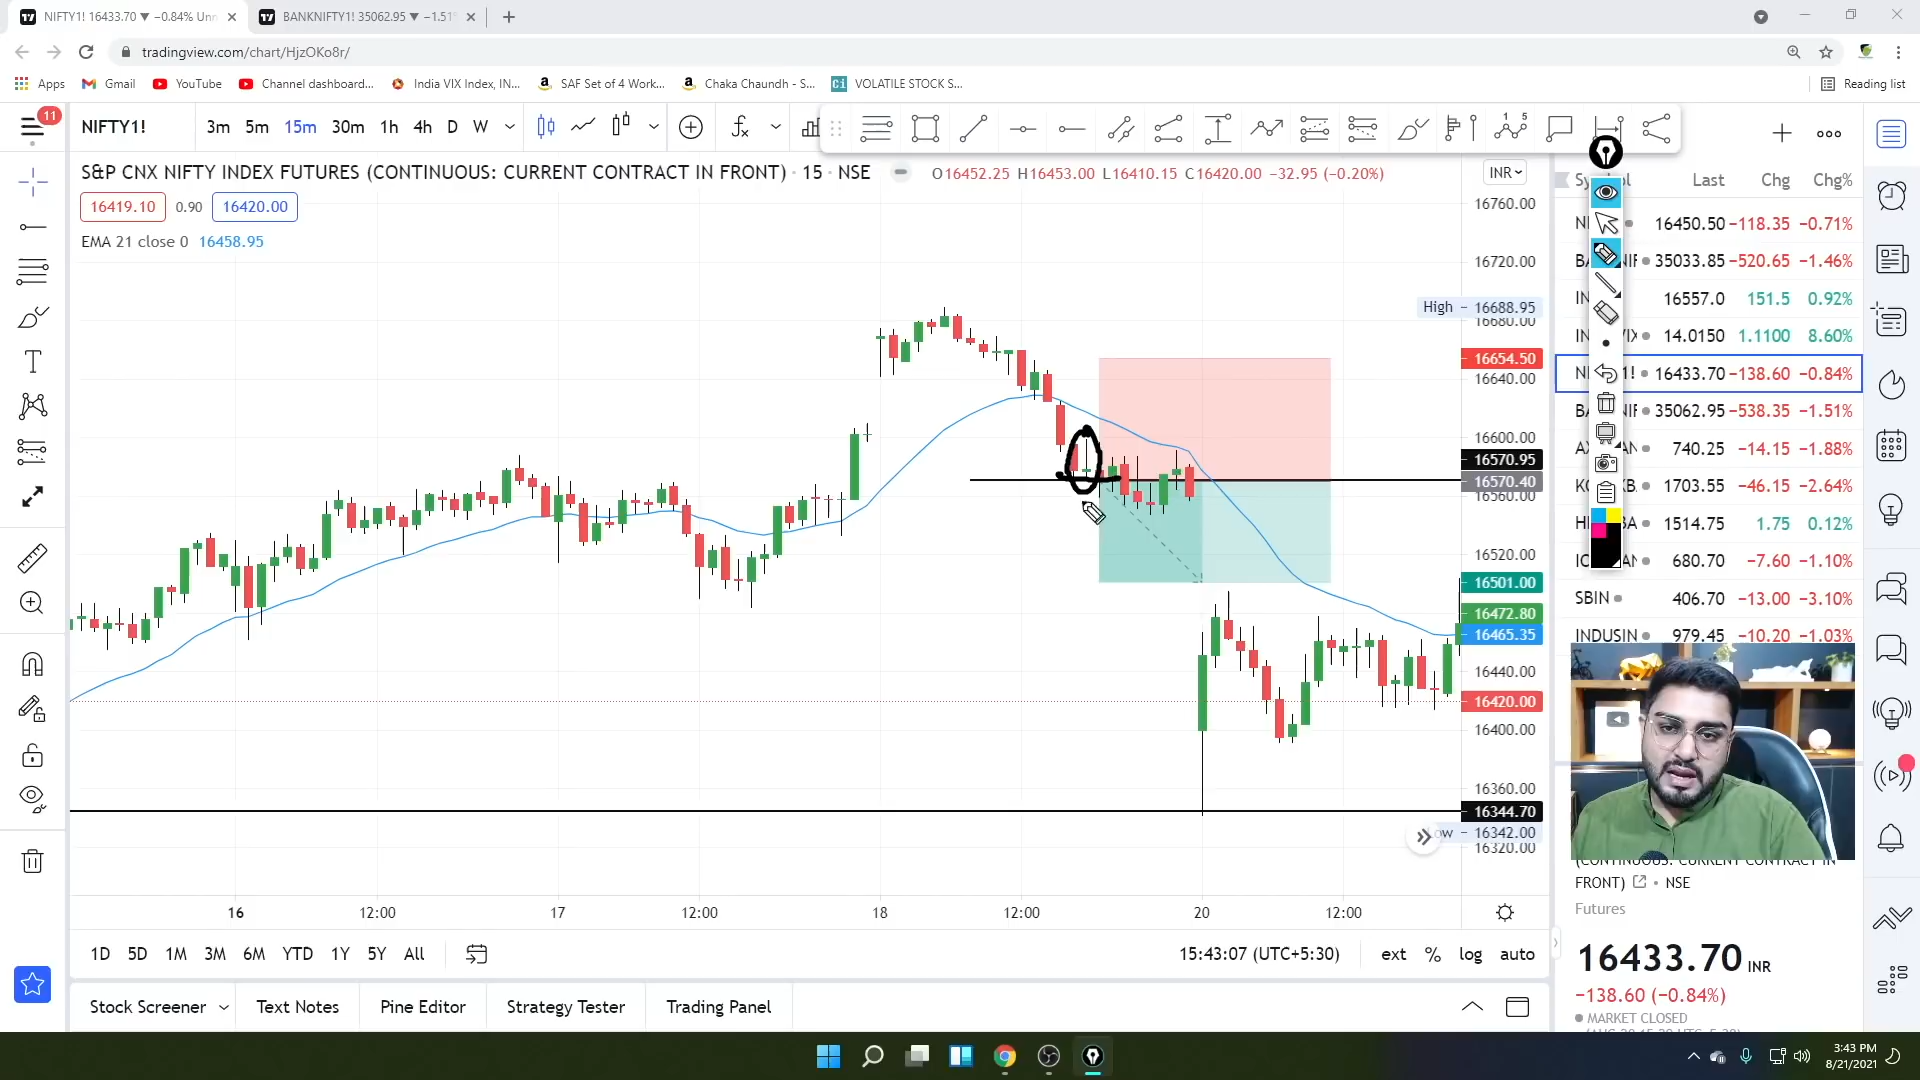 NIFTY1! 16433.70 ▼ −0.84% Unn
BANKNIFTY1! 35062.95 ▼ −1.51%
tradingview.com/chart/HjzOKo8r/
Apps Gmail YouTube Channel dashboard... India VIX Index, IN... SAF Set of 4 Work... Chaka Chaundh - S... VOLATILE STOCK S... Reading list
11
NIFTY1! 3m 5m 15m 30m 1h 4h D W
S&P CNX NIFTY INDEX FUTURES (CONTINUOUS: CURRENT CONTRACT IN FRONT) · 15 · NSE
O16452.25 H16453.00 L16410.15 C16420.00 −32.95 (−0.20%)
INR
16419.10 0.90 16420.00
EMA 21 close 0 16458.95
16760.00
16720.00
High − 16688.95
16680.00
16654.50
16640.00
16600.00
16570.95
16570.40
16560.00
16520.00
16501.00
16472.80
16465.35
16440.00
16420.00
16400.00
16360.00
16344.70
16342.00
16320.00
16 12:00 17 12:00 18 12:00 20 12:00
1D 5D 1M 3M 6M YTD 1Y 5Y All
15:43:07 (UTC+5:30) ext % log auto
Stock Screener Text Notes Pine Editor Strategy Tester Trading Panel
Last Chg Chg%
16450.50 −118.35 −0.71%
35033.85 −520.65 −1.46%
16557.0 151.5 0.92%
14.0150 1.1100 8.60%
16433.70 −138.60 −0.84%
35062.95 −538.35 −1.51%
740.25 −14.15 −1.88%
1703.55 −46.15 −2.64%
1514.75 1.75 0.12%
680.70 −7.60 −1.10%
SBIN 406.70 −13.00 −3.10%
INDUSIN 979.45 −10.20 −1.03%
(CONTINUOUS: CURRENT CONTRACT IN
FRONT) · NSE
Futures
16433.70 INR
−138.60 (−0.84%)
MARKET CLOSED
3:43 PM
8/21/2021